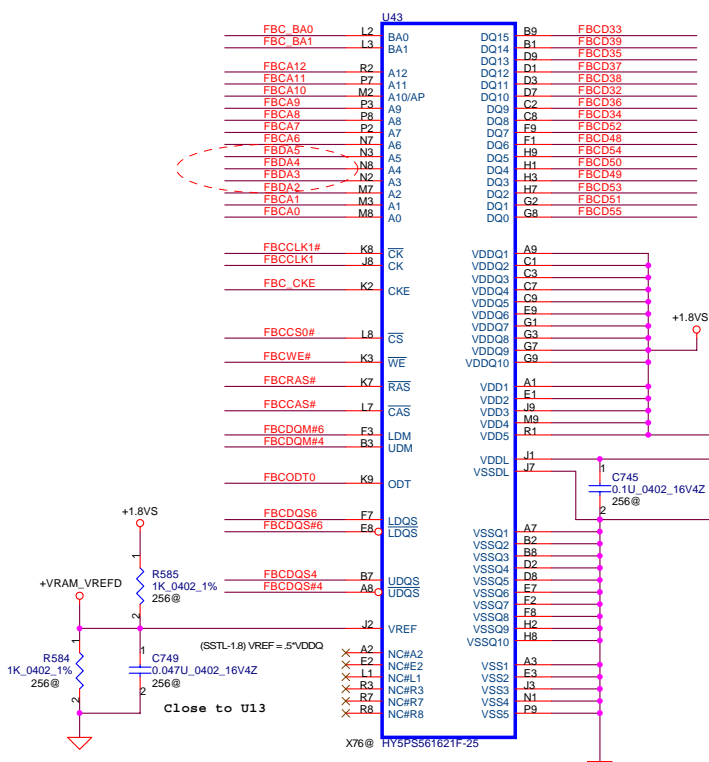 U43
FBC_BA0 L2 BA0 DQ15 B9 FBCD33
FBC_BA1 L3 BA1 DQ14 B1 FBCD39
DQ13 D9 FBCD35
FBCA12 R2 A12 DQ12 D1 FBCD37
FBCA11 P7 A11 DQ11 D3 FBCD38
FBCA10 M2 A10/AP DQ10 D7 FBCD32
FBCA9 P3 A9 DQ9 C2 FBCD36
FBCA8 P8 A8 DQ8 C8 FBCD34
FBCA7 P2 A7 DQ7 F9 FBCD52
FBCA6 N7 A6 DQ6 F1 FBCD48
FBDA5 N3 A5 DQ5 H9 FBCD54
FBDA4 N8 A4 DQ4 H1 FBCD50
FBDA3 N2 A3 DQ3 H3 FBCD49
FBDA2 M7 A2 DQ2 H7 FBCD53
FBCA1 M3 A1 DQ1 G2 FBCD51
FBCA0 M8 A0 DQ0 G8 FBCD55
FBCCLK1# K8 CK VDDQ1 A9
FBCCLK1 J8 CK VDDQ2 C1
VDDQ3 C3
FBC_CKE K2 CKE VDDQ4 C7
VDDQ5 C9
VDDQ6 E9
VDDQ7 G1
+1.8VS
FBCCS0# L8 CS VDDQ8 G3
VDDQ9 G7
FBCWE# K3 WE VDDQ10 G9
FBCRAS# K7 RAS VDD1 A1
VDD2 E1
FBCCAS# L7 CAS VDD3 J9
VDD4 M9
FBCDQM#6 F3 LDM VDD5 R1
FBCDQM#4 B3 UDM
VDDL J1
VSSDL J7
FBCODT0 K9 ODT
1
C745
0.1U_0402_16V4Z
256@
2
+1.8VS
FBCDQS6 F7 LDQS
FBCDQS#6 E8 LDQS VSSQ1 A7
VSSQ2 B2
VSSQ3 B8
VSSQ4 D2
FBCDQS4 B7 UDQS VSSQ5 D8
FBCDQS#4 A8 UDQS VSSQ6 E7
VSSQ7 F2
VSSQ8 F8
J2 VREF VSSQ9 H2
VSSQ10 H8
1
R585
1K_0402_1%
256@
2
+VRAM_VREFD
(SSTL-1.8) VREF = .5*VDDQ
1
R584
1K_0402_1%
256@
2
1
C749
0.047U_0402_16V4Z
256@
2
Close to U13
A2 NC#A2 VSS1 A3
E2 NC#E2 VSS2 E3
L1 NC#L1 VSS3 J3
R3 NC#R3 VSS4 N1
R7 NC#R7 VSS5 P9
R8 NC#R8
X76@ HY5PS561621F-25